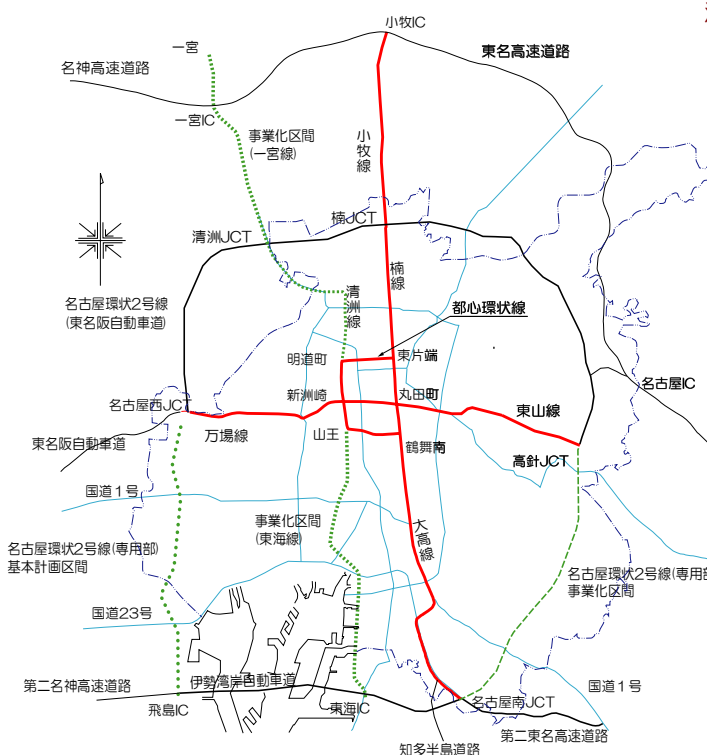 小牧IC
一宮
東名高速道路
名神高速道路
一宮IC
事業化区間
(一宮線)
小牧線
楠JCT
清洲JCT
楠線
清洲線
名古屋環状2号線
(東名阪自動車道)
都心環状線
明道町
東片端
名古屋IC
新洲崎
丸田町
名古屋西JCT
東山線
万場線
山王
東名阪自動車道
鶴舞南
高針JCT
国道1号
事業化区間
(東海線)
大高線
名古屋環状2号線(専用部)
基本計画区間
名古屋環状2号線(専用部
事業化区間
国道23号
伊勢湾岸自動車道
第二名神高速道路
国道1号
名古屋南JCT
飛島IC
東海IC
第二東名高速道路
知多半島道路